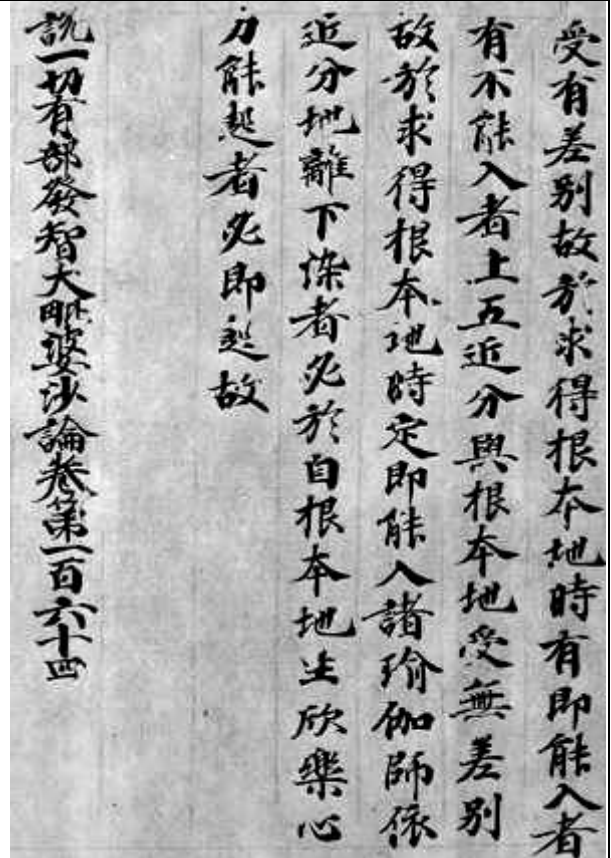 受有差別故於求得根本地時有即能入者
有不能入者上五近分與根本地受無差別
故於求得根本地時定即能入諸瑜伽師依
近分地離下染者必於自根本地生欣樂心
力能起者必即起故
說一切有部發智大毗婆沙論卷第一百六十四